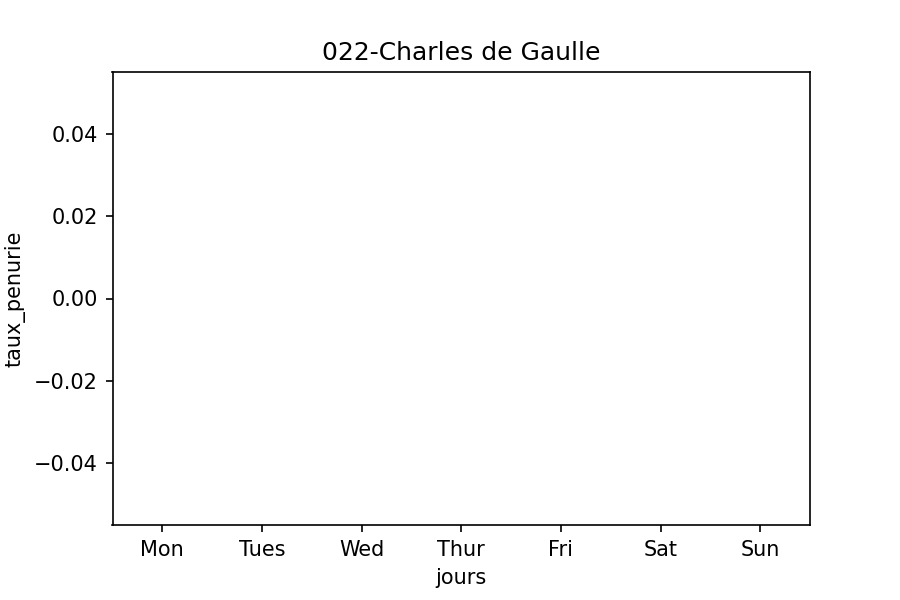 022-Charles de Gaulle
0.04
0.02
0.00
−0.02
−0.04
taux_penurie
Mon Tues Wed Thur Fri Sat Sun
jours